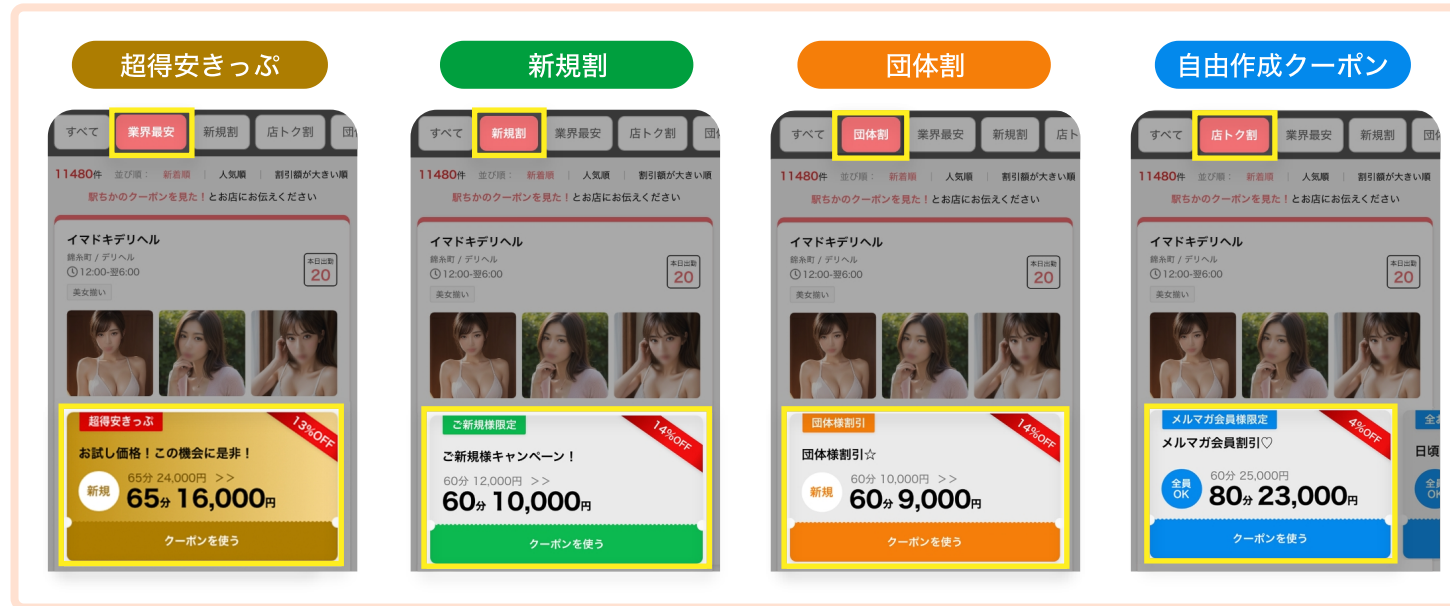 超得安きっぷ
すべて 業界最安 新規割 店トク割
11480件 並び順： 新着順 | 人気順 | 割引額が大きい順
駅ちかのクーポンを見た！とお店にお伝えください
イマドキデリヘル
錦糸町 / デリヘル
12:00-翌6:00
本日出勤
20
美女揃い
超得安きっぷ
13%OFF
お試し価格！この機会に是非！
新規
65分 24,000円 >>
65分 16,000円
クーポンを使う
新規割
すべて 新規割 業界最安 店トク割
11480件 並び順： 新着順 | 人気順 | 割引額が大きい順
駅ちかのクーポンを見た！とお店にお伝えください
イマドキデリヘル
錦糸町 / デリヘル
12:00-翌6:00
本日出勤
20
美女揃い
ご新規様限定
14%OFF
ご新規様キャンペーン！
60分 12,000円 >>
60分 10,000円
クーポンを使う
団体割
すべて 団体割 業界最安 新規割 店ト
11480件 並び順： 新着順 | 人気順 | 割引額が大きい順
駅ちかのクーポンを見た！とお店にお伝えください
イマドキデリヘル
錦糸町 / デリヘル
12:00-翌6:00
本日出勤
20
美女揃い
団体様割引
14%OFF
団体様割引☆
新規
60分 10,000円 >>
60分 9,000円
クーポンを使う
自由作成クーポン
すべて 店トク割 業界最安 新規割
11480件 並び順： 新着順 | 人気順 | 割引額が大きい順
駅ちかのクーポンを見た！とお店にお伝えください
イマドキデリヘル
錦糸町 / デリヘル
12:00-翌6:00
本日出勤
20
美女揃い
メルマガ会員様限定
4%OFF
メルマガ会員割引♡
全員
OK
60分 25,000円
80分 23,000円
クーポンを使う
日頃
全員
OK